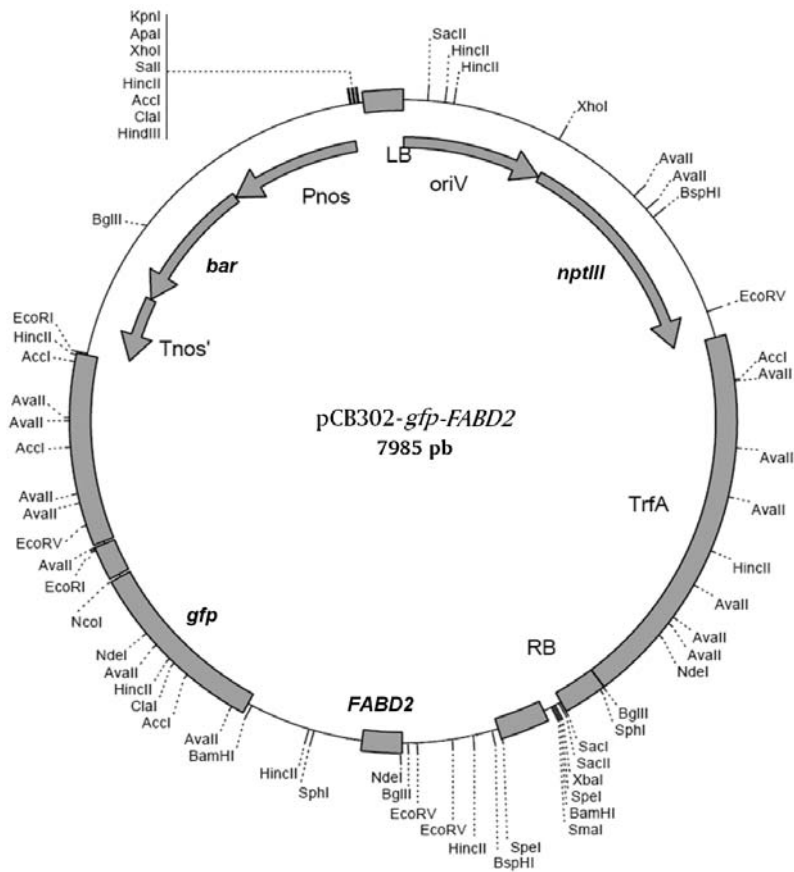 KpnI
ApaI
XhoI
SalI
HincII
AccI
ClaI
HindIII
SacII
HincII
HincII
XhoI
AvaII
AvaII
BspHI
EcoRV
AccI
AvaII
AvaII
AvaII
HincII
AvaII
AvaII
AvaII
NdeI
BglII
SphI
SacI
SacII
XbaI
SpeI
BamHI
SmaI
SpeI
BspHI
HincII
EcoRV
EcoRV
BglII
NdeI
SphI
HincII
BamHI
AvaII
AccI
ClaI
HincII
AvaII
NdeI
NcoI
EcoRI
AvaII
EcoRV
AvaII
AvaII
AccI
AvaII
AvaII
AccI
HincII
EcoRI
BglII
LB
oriV
nptIII
TrfA
RB
FABD2
gfp
Tnos'
bar
Pnos
pCB302-gfp-FABD2
7985 pb